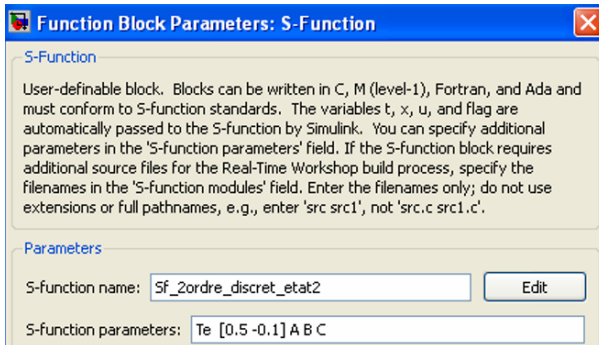 Function Block Parameters: S-Function
S-Function
User-definable block.  Blocks can be written in C, M (level-1), Fortran, and Ada and
must conform to S-function standards.  The variables t, x, u, and flag are
automatically passed to the S-function by Simulink.  You can specify additional
parameters in the 'S-function parameters' field. If the S-function block requires
additional source files for the Real-Time Workshop build process, specify the
filenames in the 'S-function modules' field. Enter the filenames only; do not use
extensions or full pathnames, e.g., enter 'src src1', not 'src.c src1.c'.
Parameters
S-function name: Sf_2ordre_discret_etat2 Edit
S-function parameters: Te  [0.5 -0.1] A B C